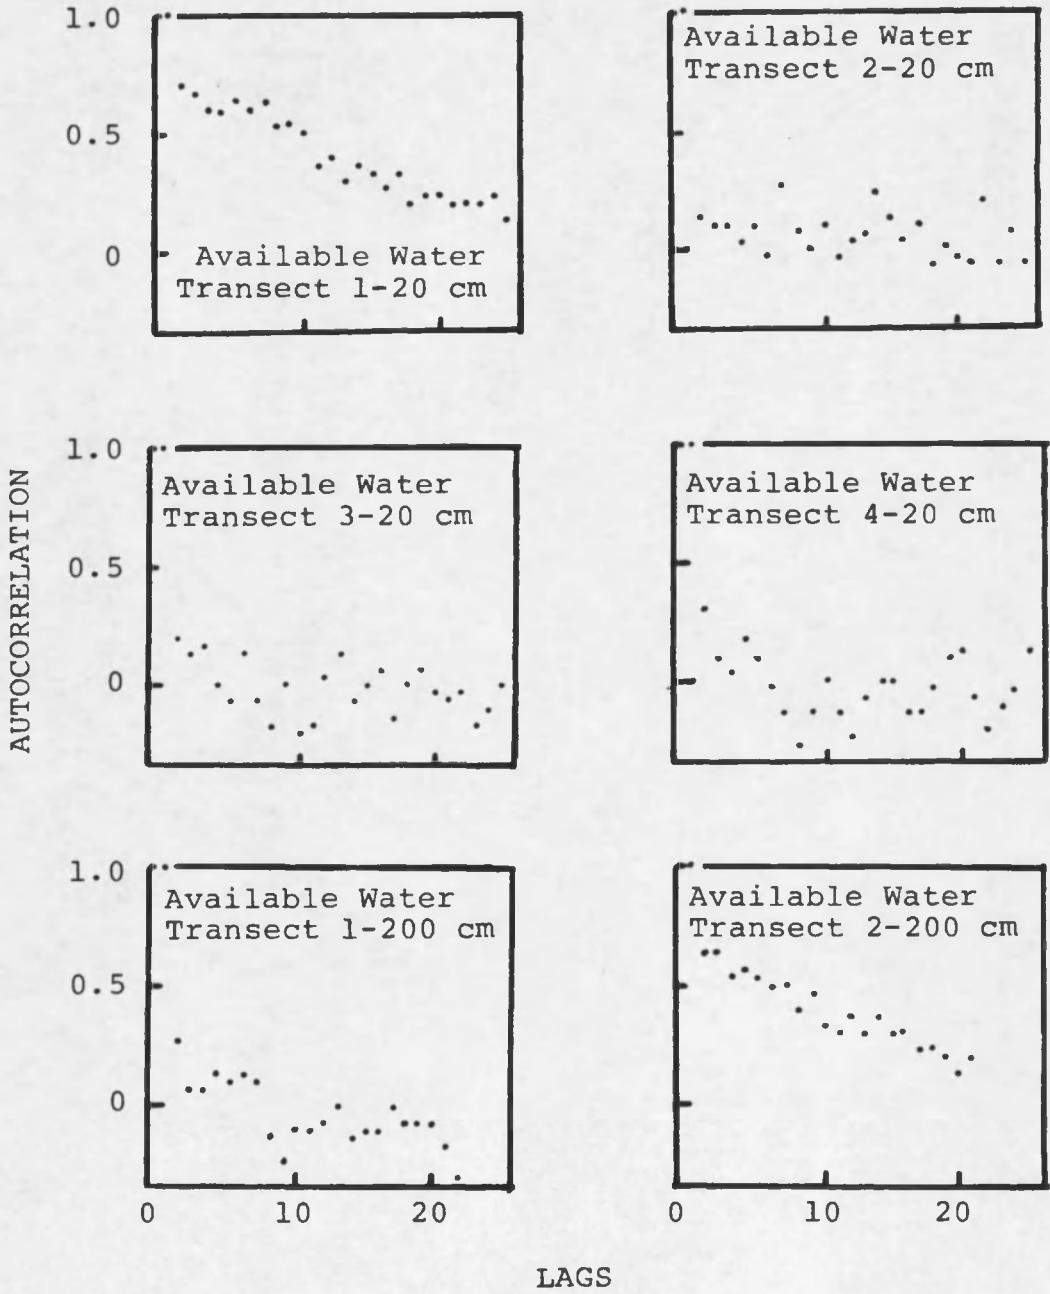 1.0
0.5
0
Available Water
Transect 1-20 cm
Available Water
Transect 2-20 cm
AUTOCORRELATION
1.0
0.5
0
Available Water
Transect 3-20 cm
Available Water
Transect 4-20 cm
1.0
0.5
0
Available Water
Transect 1-200 cm
Available Water
Transect 2-200 cm
0 10 20
0 10 20
LAGS